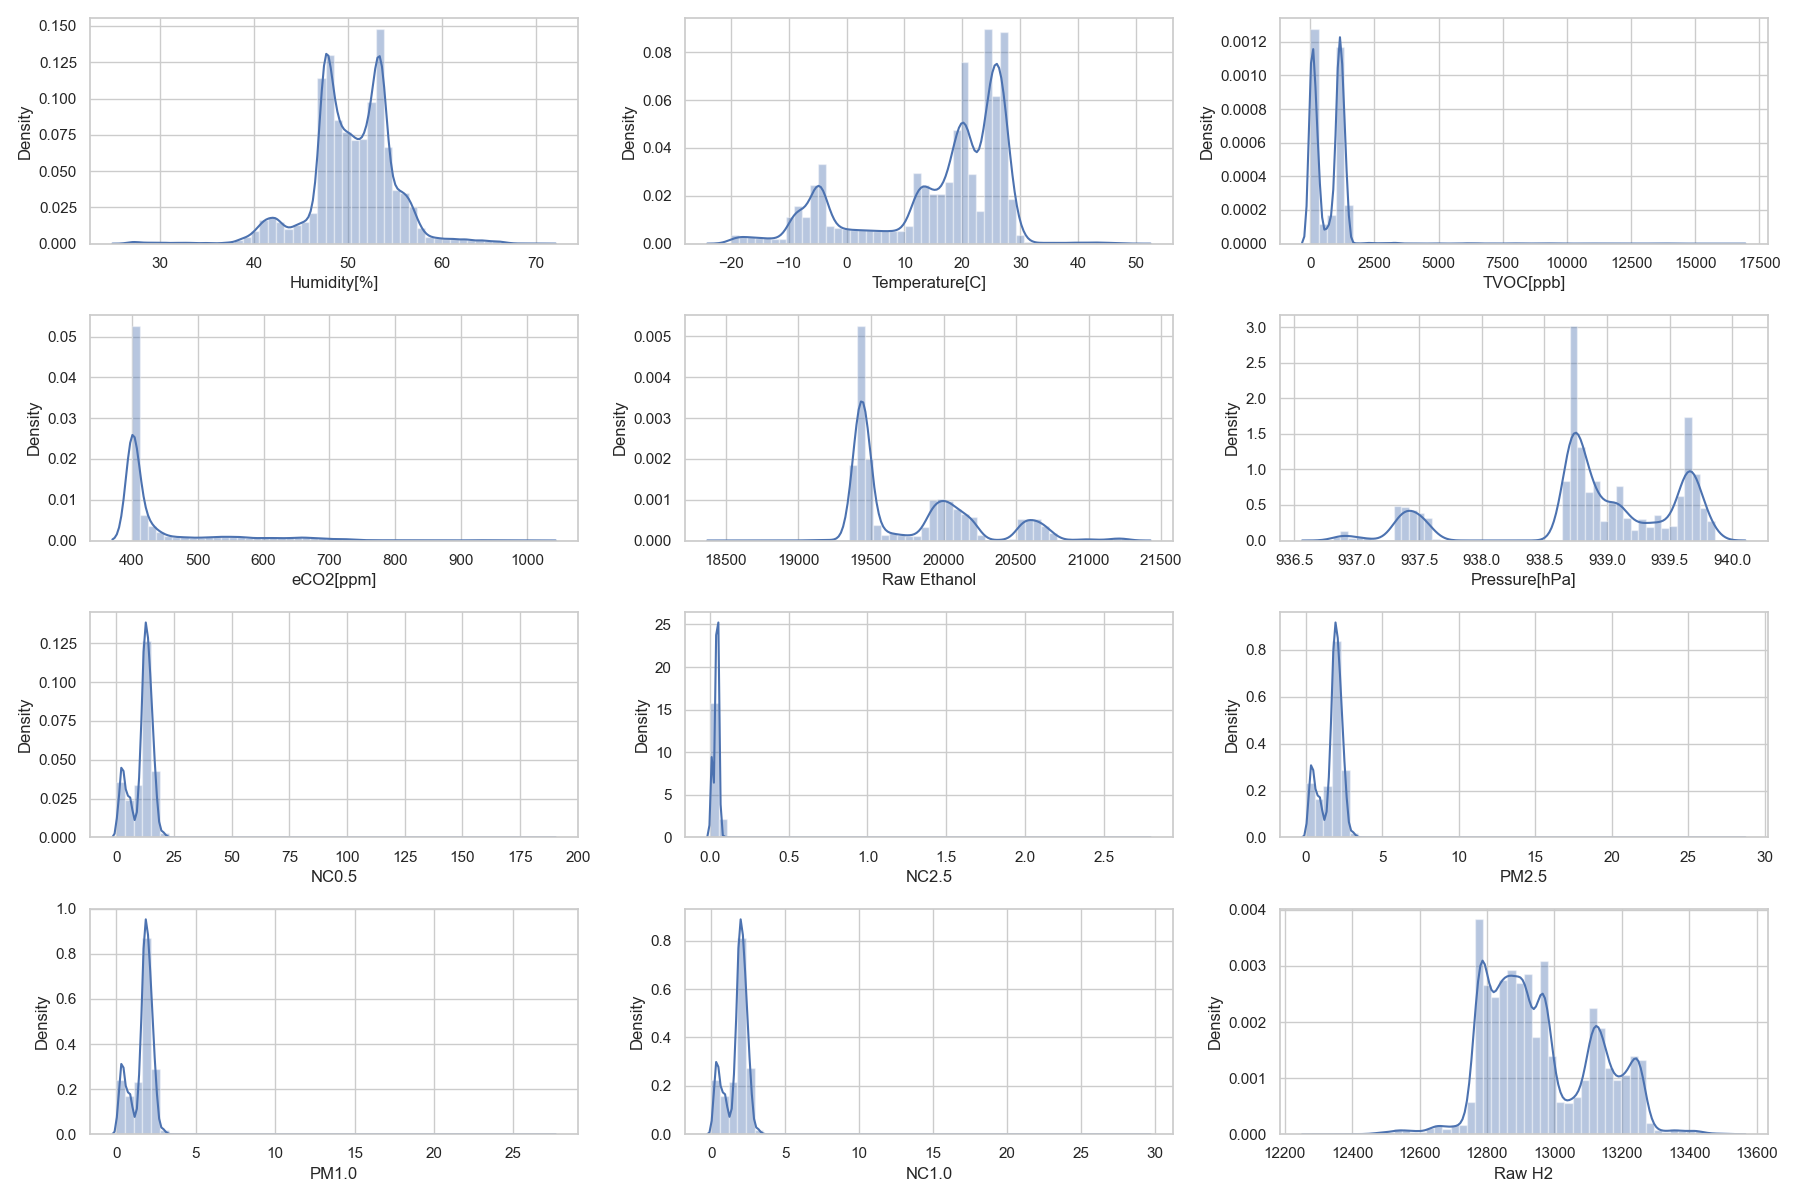 0.150
0.125
0.100
0.075
0.050
0.025
0.000
Density
30 40 50 60 70
Humidity[%]
0.08
0.06
0.04
0.02
0.00
Density
−20 −10 0 10 20 30 40 50
Temperature[C]
0.0012
0.0010
0.0008
0.0006
0.0004
0.0002
0.0000
Density
0 2500 5000 7500 10000 12500 15000 17500
TVOC[ppb]
0.05
0.04
0.03
0.02
0.01
0.00
Density
400 500 600 700 800 900 1000
eCO2[ppm]
0.005
0.004
0.003
0.002
0.001
0.000
Density
18500 19000 19500 20000 20500 21000 21500
Raw Ethanol
3.0
2.5
2.0
1.5
1.0
0.5
0.0
Density
936.5 937.0 937.5 938.0 938.5 939.0 939.5 940.0
Pressure[hPa]
0.125
0.100
0.075
0.050
0.025
0.000
Density
0 25 50 75 100 125 150 175 200
NC0.5
25
20
15
10
5
0
Density
0.0 0.5 1.0 1.5 2.0 2.5
NC2.5
0.8
0.6
0.4
0.2
0.0
Density
0 5 10 15 20 25 30
PM2.5
1.0
0.8
0.6
0.4
0.2
0.0
Density
0 5 10 15 20 25
PM1.0
0.8
0.6
0.4
0.2
0.0
Density
0 5 10 15 20 25 30
NC1.0
0.004
0.003
0.002
0.001
0.000
Density
12200 12400 12600 12800 13000 13200 13400 13600
Raw H2